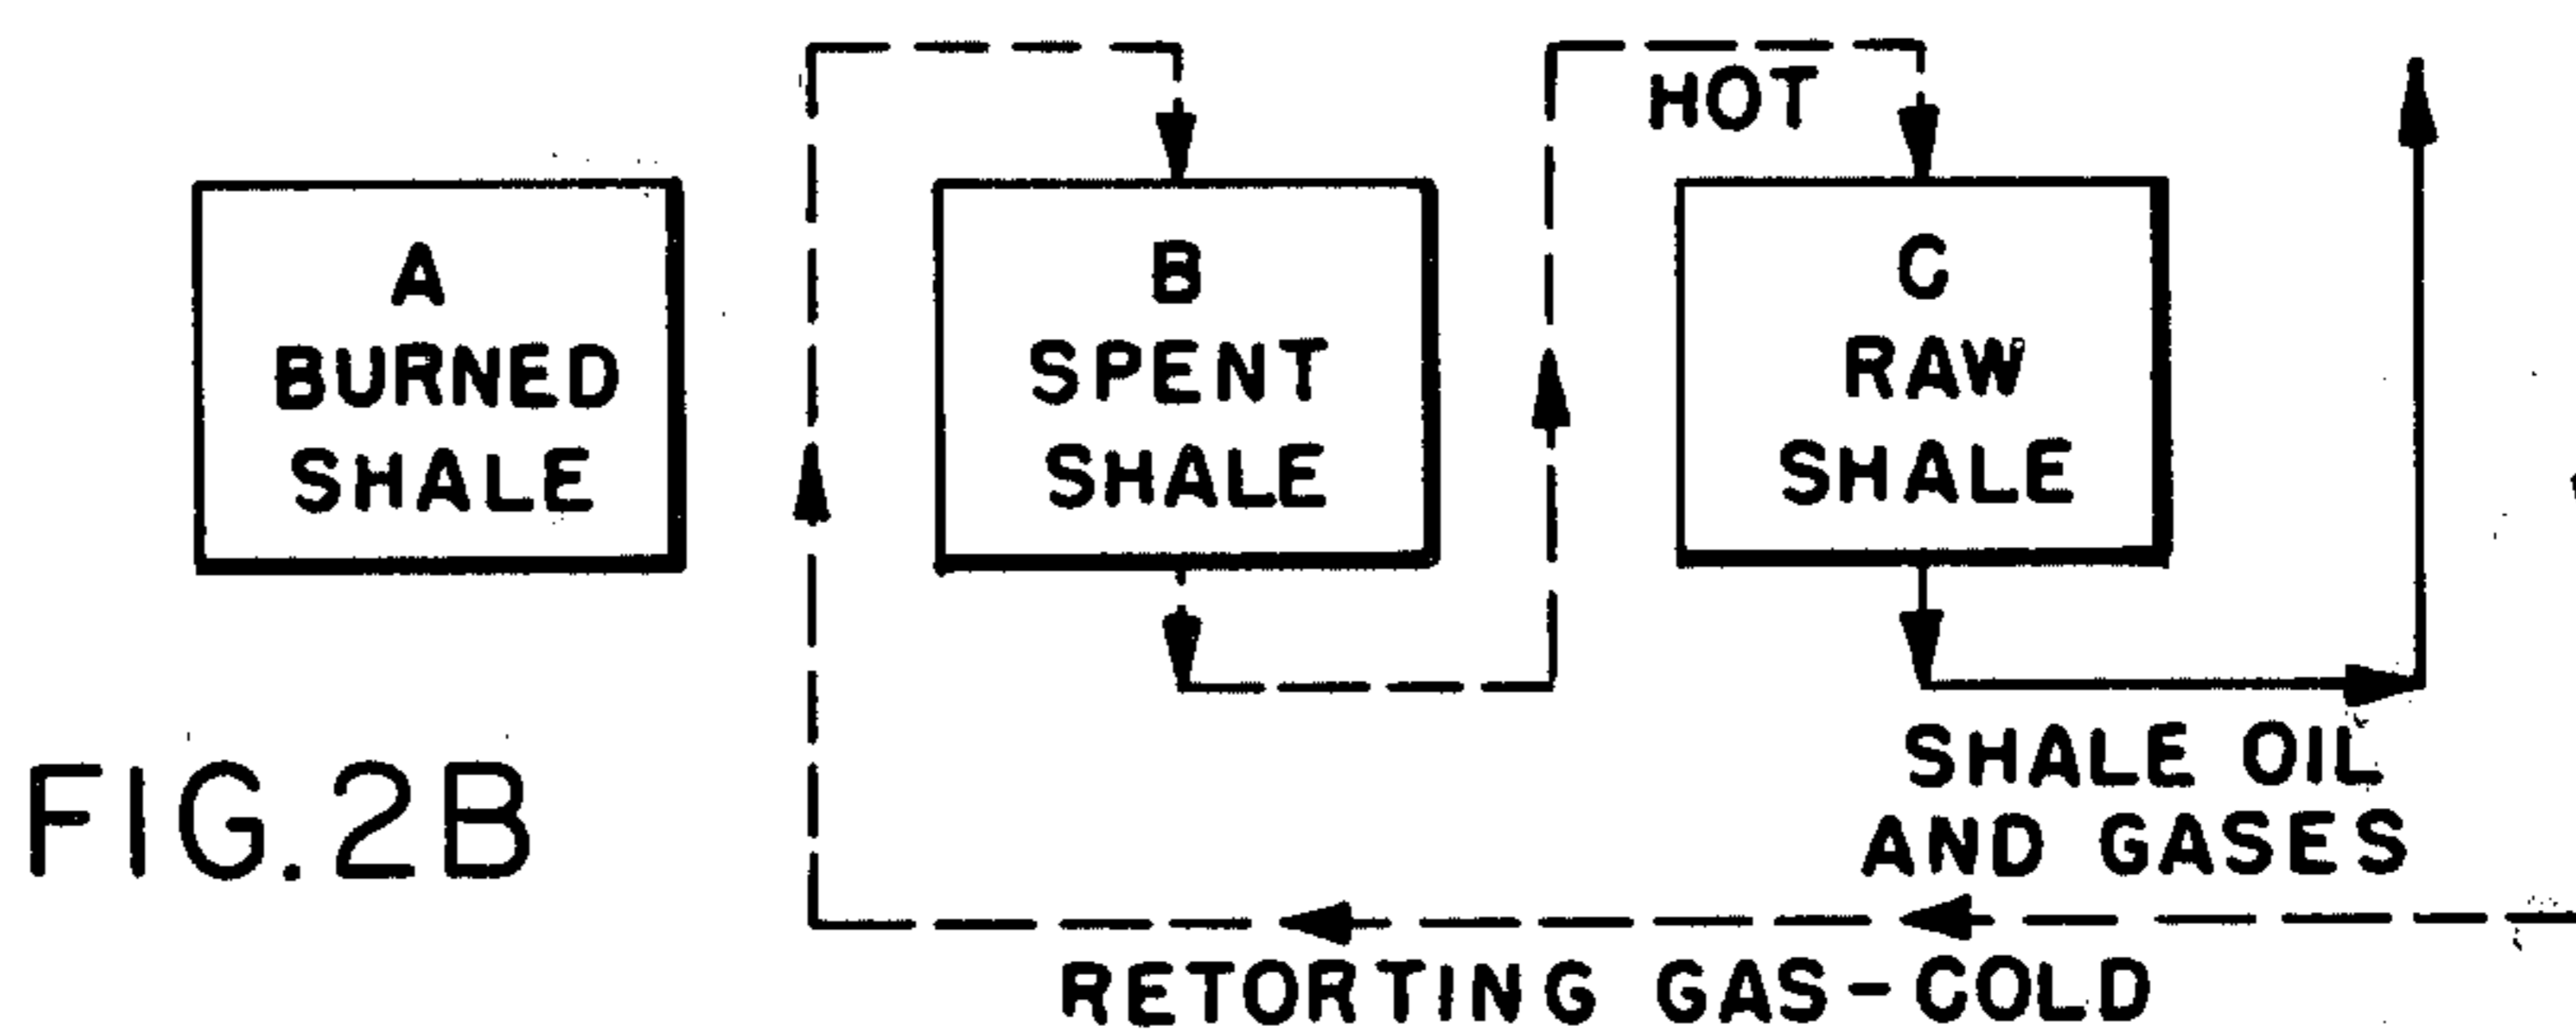 HOT
A
BURNED
SHALE
B
SPENT
SHALE
C
RAW
SHALE
SHALE OIL
AND GASES
FIG.2B
RETORTING GAS-COLD